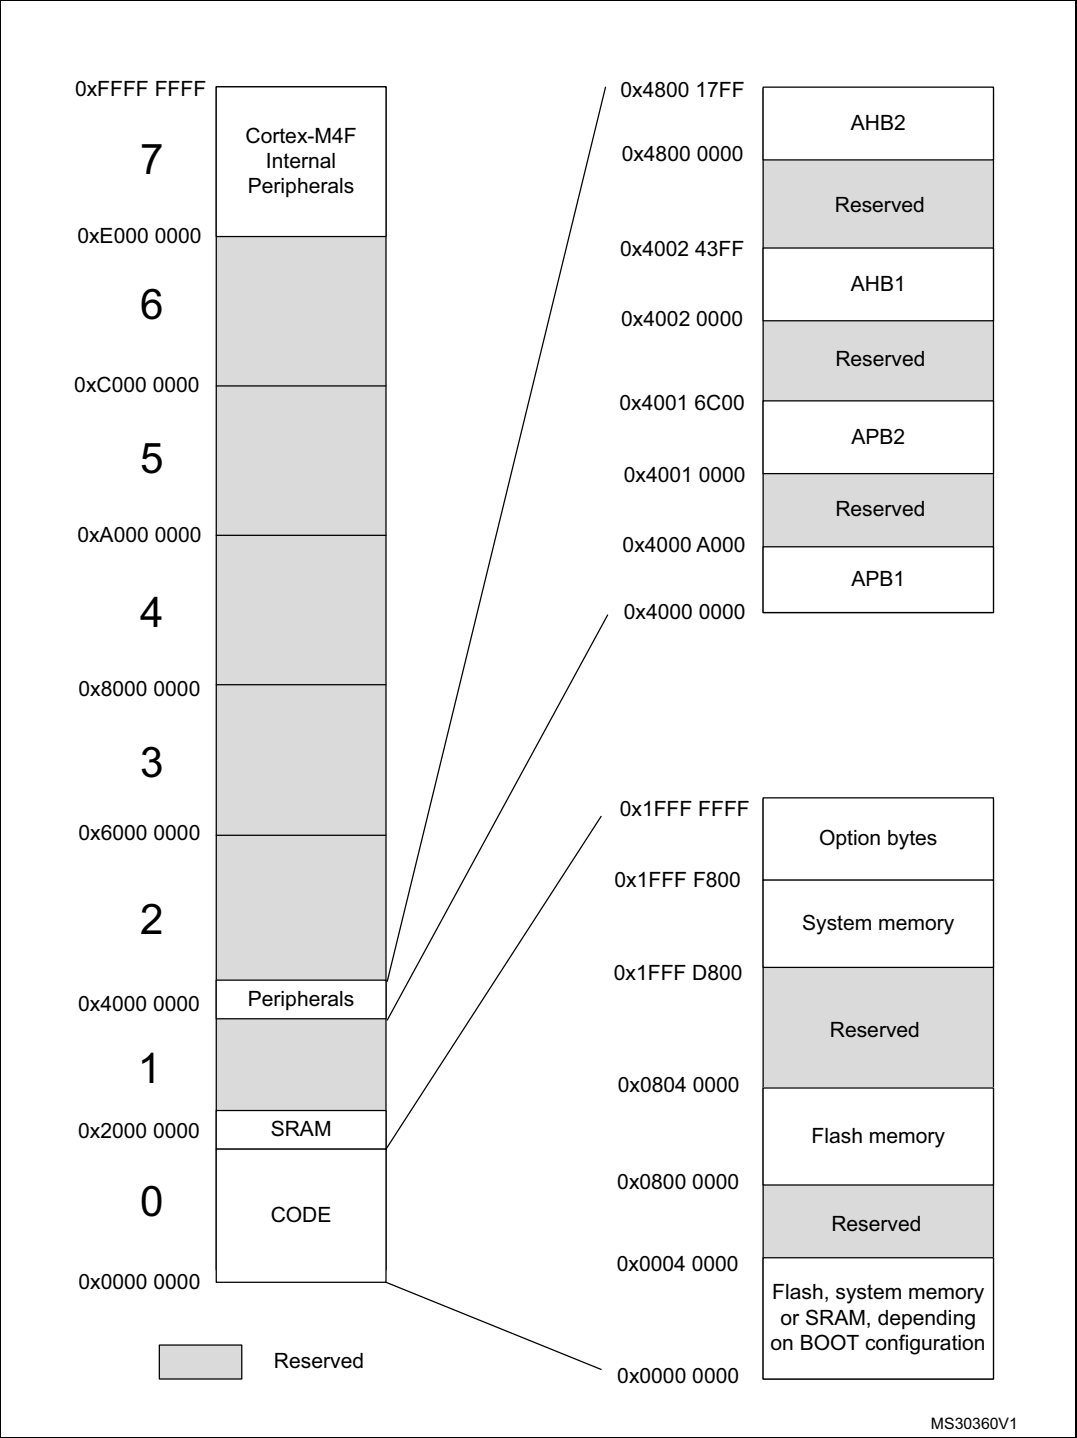 0xFFFF FFFF
7
Cortex-M4F
Internal
Peripherals
0xE000 0000
6
0xC000 0000
5
0xA000 0000
4
0x8000 0000
3
0x6000 0000
2
0x4000 0000
Peripherals
1
0x2000 0000
SRAM
0
CODE
0x0000 0000
Reserved
0x4800 17FF
AHB2
0x4800 0000
Reserved
0x4002 43FF
AHB1
0x4002 0000
Reserved
0x4001 6C00
APB2
0x4001 0000
Reserved
0x4000 A000
APB1
0x4000 0000
0x1FFF FFFF
Option bytes
0x1FFF F800
System memory
0x1FFF D800
Reserved
0x0804 0000
Flash memory
0x0800 0000
Reserved
0x0004 0000
Flash, system memory
or SRAM, depending
on BOOT configuration
0x0000 0000
MS30360V1